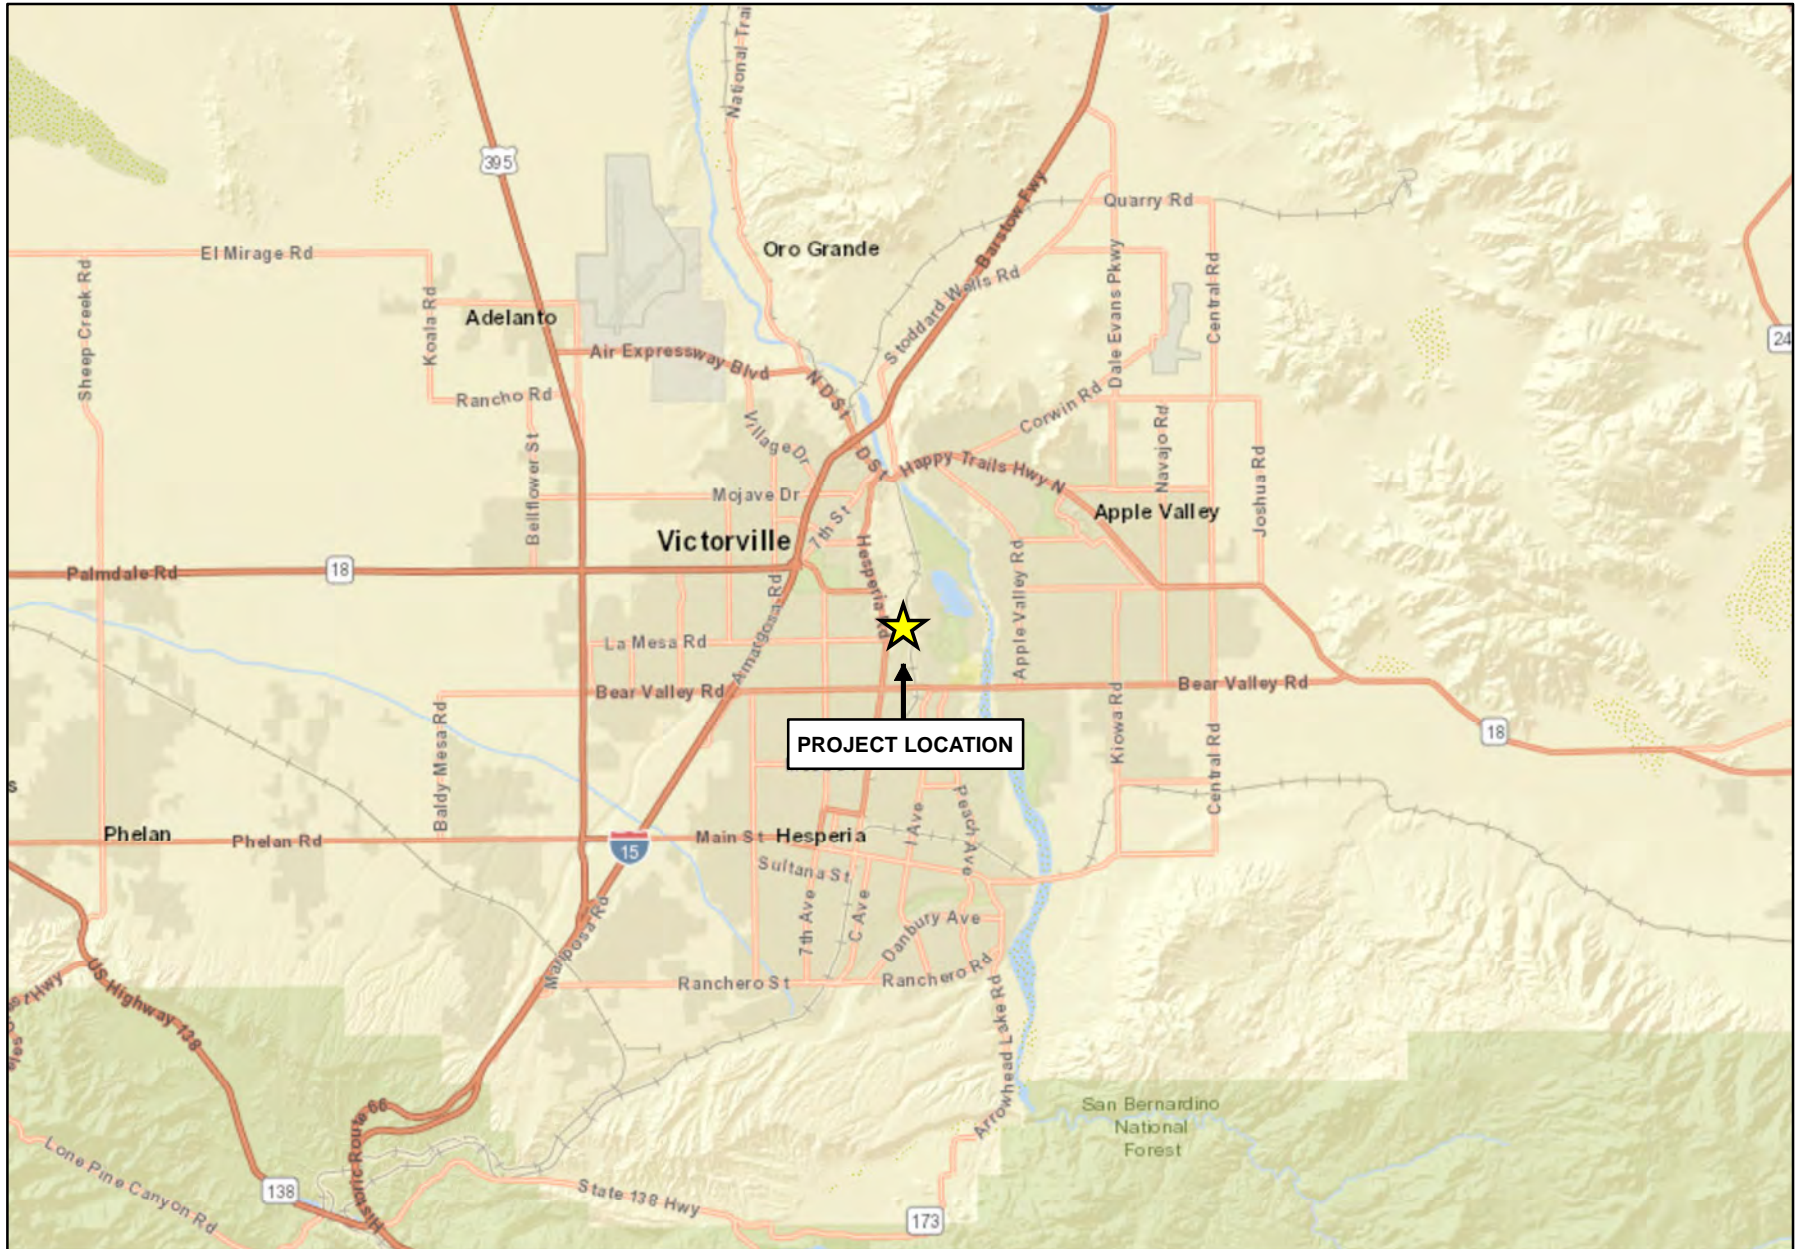 National Trai
395
Quarry Rd
Barstow Fwy
Oro Grande
El Mirage Rd
Sheep Creek Rd
Koala Rd
Stoddard Wells Rd
Dale Evans Pkwy
Central Rd
Adelanto
24
Air Expressway Blvd
N D St
Rancho Rd
Village Dr
Corwin Rd
Navajo Rd
Joshua Rd
Bellflower St
D St
Happy Trails Hwy N
Mojave Dr
7th St
Apple Valley
Victorville
Hesperia Rd
Apple Valley Rd
Palmdale Rd
18
Amargosa Rd
La Mesa Rd
Bear Valley Rd
Bear Valley Rd
Baldy Mesa Rd
Kiowa Rd
Central Rd
18
PROJECT LOCATION
s
Phelan
Phelan Rd
15
Main St
Hesperia
I Ave
Peach Ave
Sultana St
7th Ave
C Ave
Danbury Ave
Mariposa Rd
Ranchero St
Ranchero Rd
Arrowhead Lake Rd
US Highway 138
Hwy
Historic Route 66
San Bernardino
National
Forest
Lone Pine Canyon Rd
138
State 138 Hwy
173